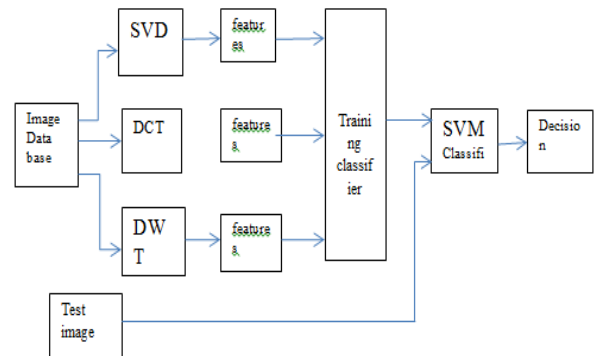 SVD
featur
es
Image
Data
base
DCT
feature
s
Traini
ng
classif
ier
SVM
Classifi
Decisio
n
DW
T
feature
s
Test
image